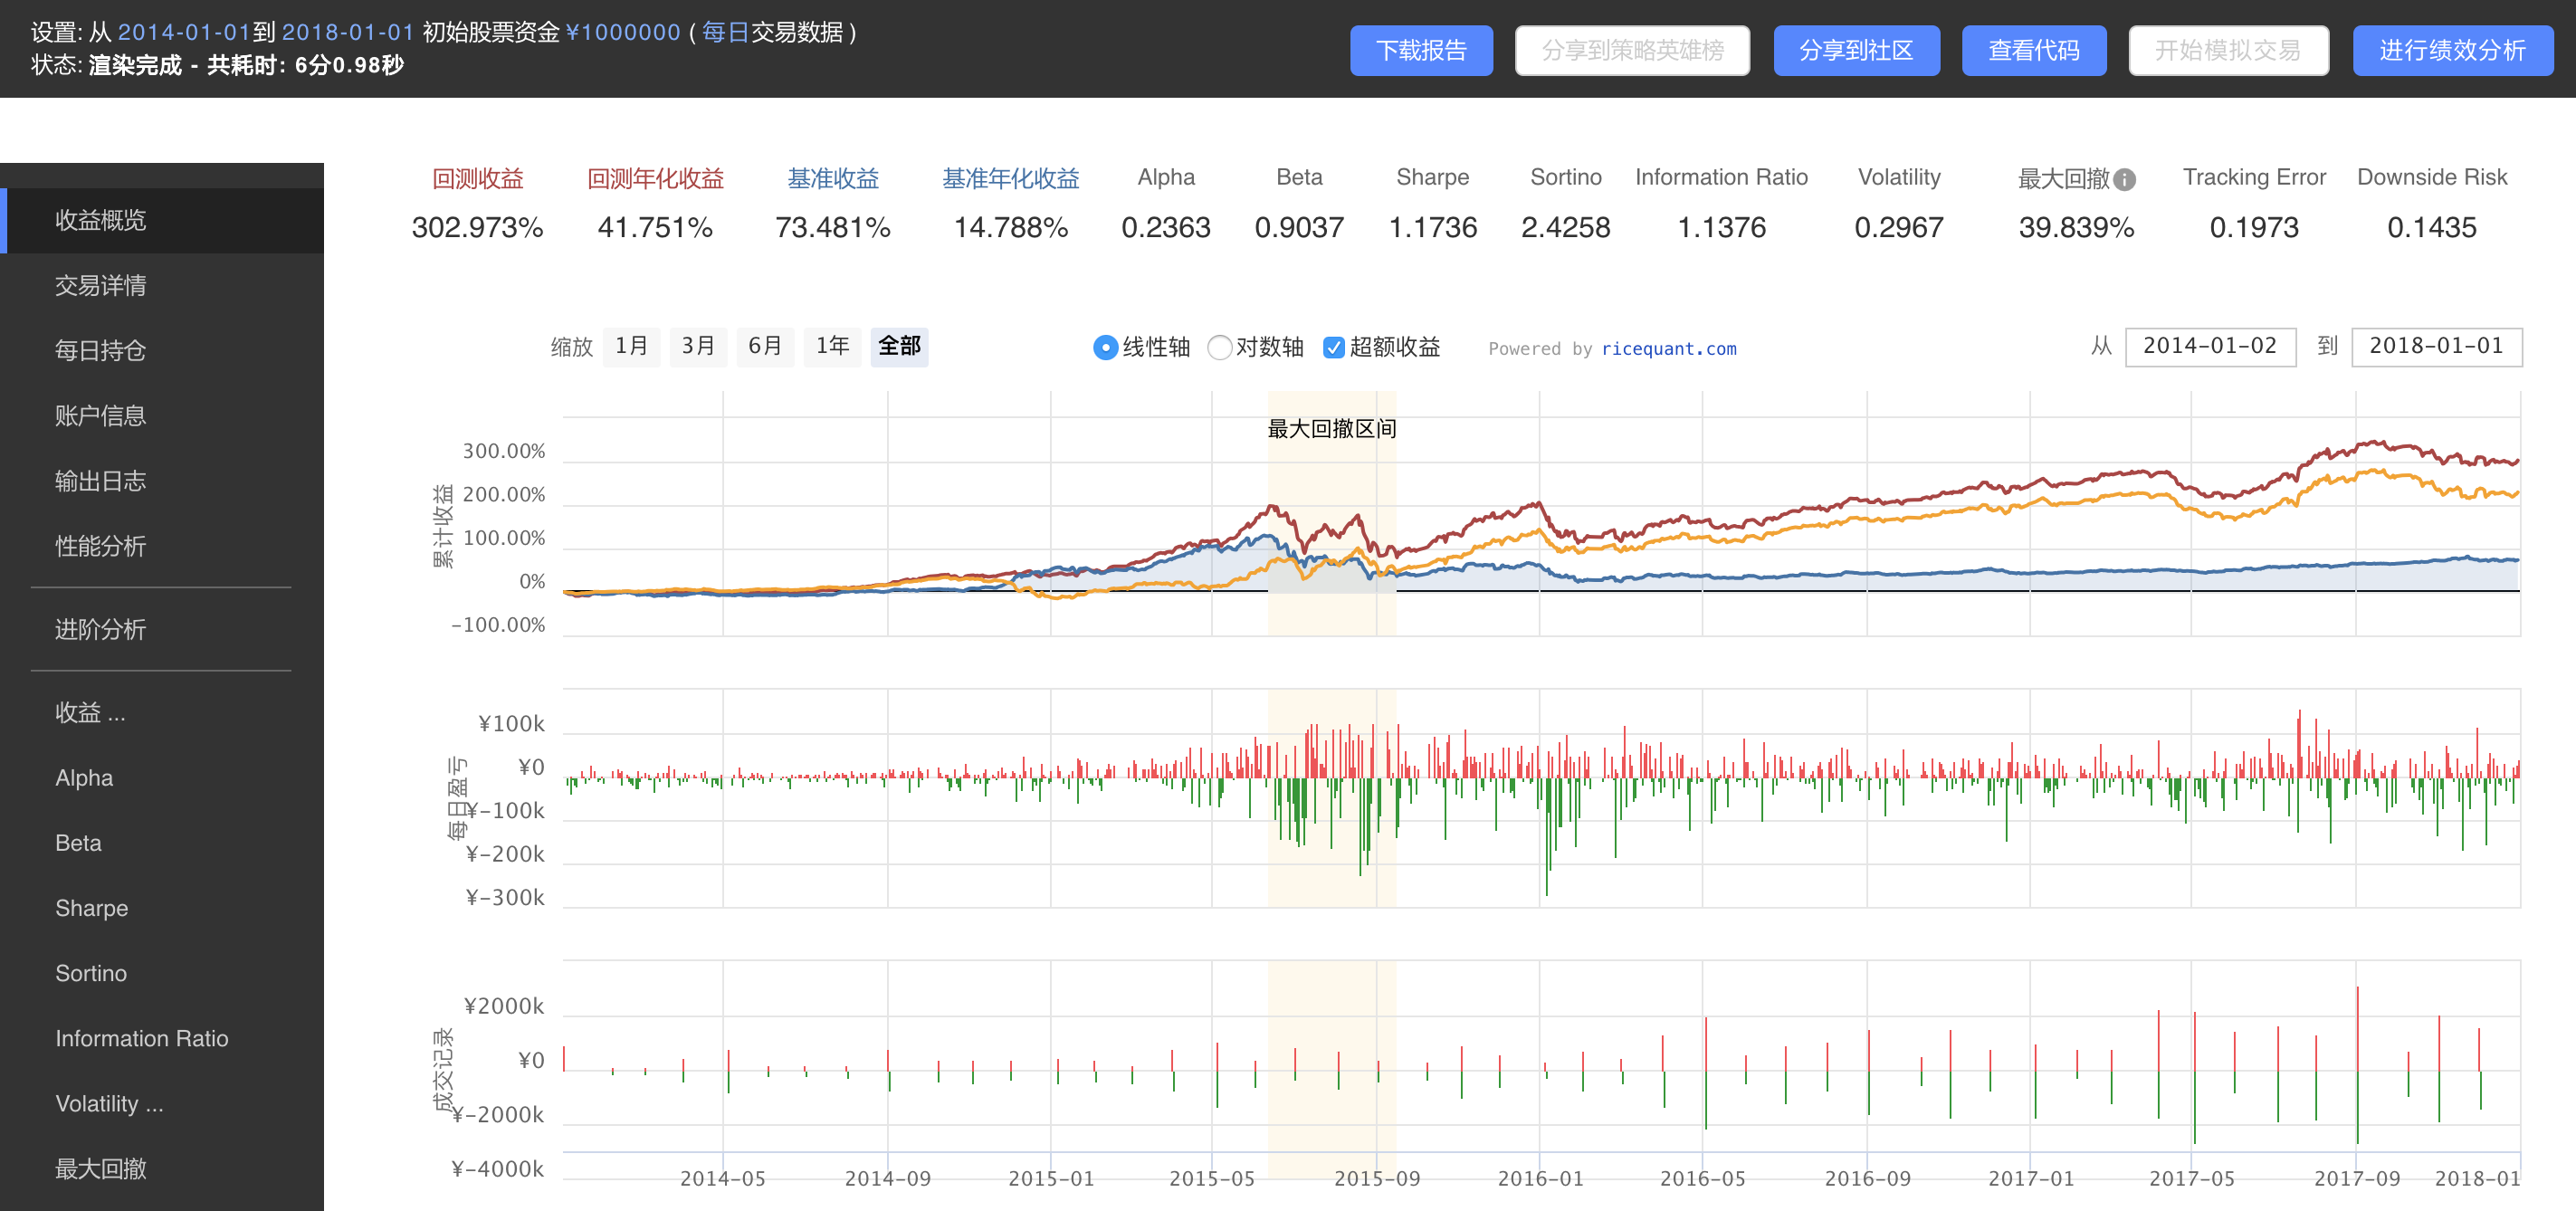 设置: 从 2014-01-01到 2018-01-01 初始股票资金 ¥1000000 ( 每日交易数据 )
状态: 渲染完成 - 共耗时: 6分0.98秒
下载报告 分享到策略英雄榜 分享到社区 查看代码 开始模拟交易 进行绩效分析
收益概览
交易详情
每日持仓
账户信息
输出日志
性能分析
进阶分析
收益 ...
Alpha
Beta
Sharpe
Sortino
Information Ratio
Volatility ...
最大回撤
回测收益 回测年化收益 基准收益 基准年化收益 Alpha Beta Sharpe Sortino Information Ratio Volatility 最大回撤 Tracking Error Downside Risk
302.973% 41.751% 73.481% 14.788% 0.2363 0.9037 1.1736 2.4258 1.1376 0.2967 39.839% 0.1973 0.1435
缩放 1月 3月 6月 1年 全部 线性轴 对数轴 超额收益 Powered by ricequant.com 从 2014-01-02 到 2018-01-01
最大回撤区间
累计收益
300.00%
200.00%
100.00%
0%
-100.00%
每日盈亏
¥100k
¥0
¥-100k
¥-200k
¥-300k
成交记录
¥2000k
¥0
¥-2000k
¥-4000k
2014-05 2014-09 2015-01 2015-05 2015-09 2016-01 2016-05 2016-09 2017-01 2017-05 2017-09 2018-01